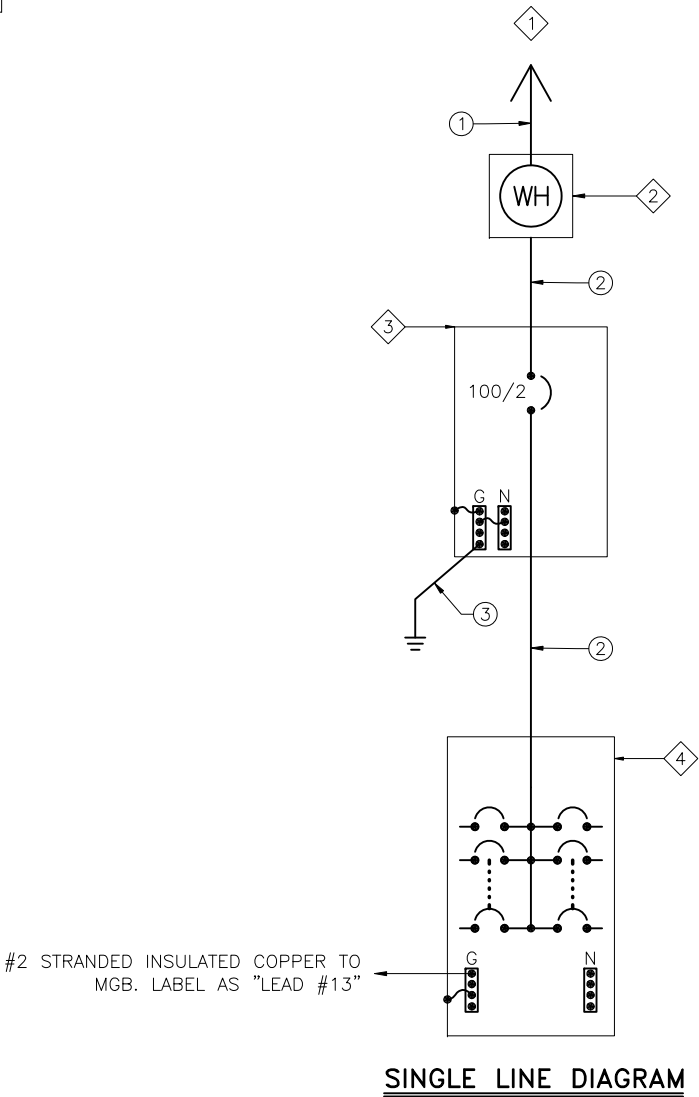 1
1
WH
2
2
3
100/2
G N
3
2
4
#2 STRANDED INSULATED COPPER TO
MGB. LABEL AS "LEAD #13"
G N
SINGLE LINE DIAGRAM